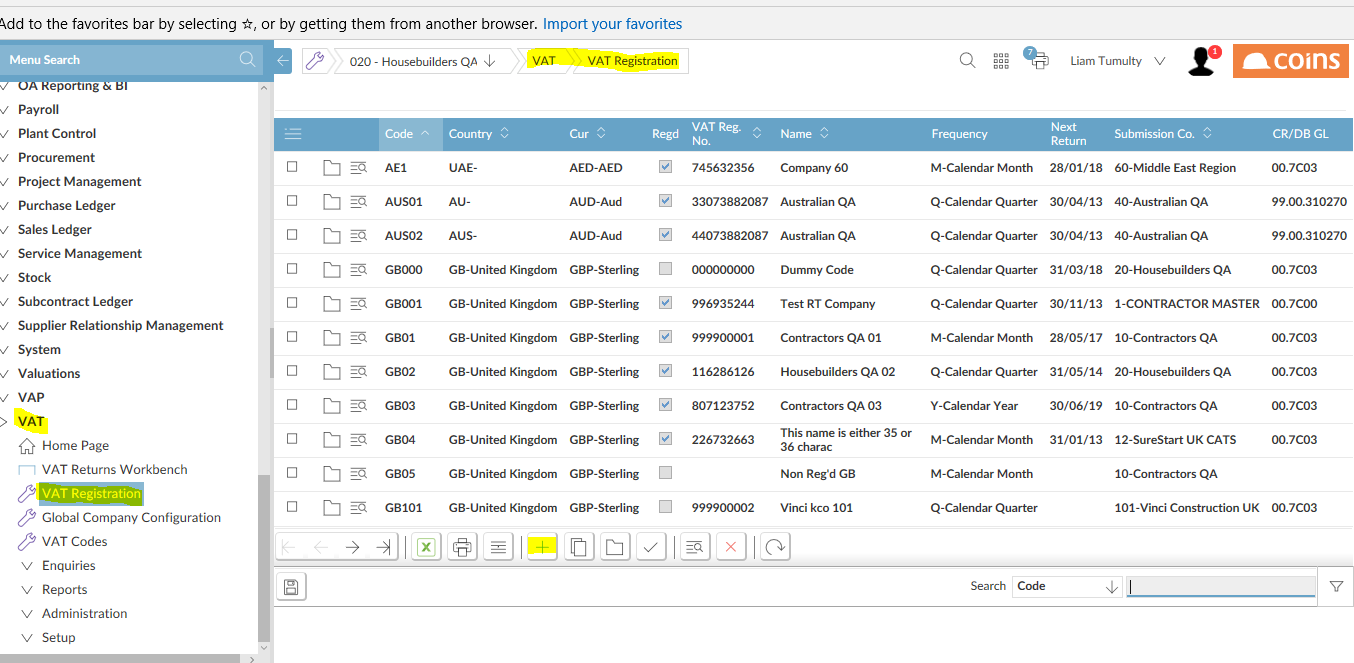 Add to the favorites bar by selecting ☆, or by getting them from another browser. Import your favorites
Menu Search
020 - Housebuilders QA VAT VAT Registration
7
Liam Tumulty
1
coins
OA Reporting & BI
Payroll
Plant Control
Procurement
Project Management
Purchase Ledger
Sales Ledger
Service Management
Stock
Subcontract Ledger
Supplier Relationship Management
System
Valuations
VAP
VAT
Home Page
VAT Returns Workbench
VAT Registration
Global Company Configuration
VAT Codes
Enquiries
Reports
Administration
Setup
Code Country Cur Regd VAT Reg. No. Name Frequency Next Return Submission Co. CR/DB GL
AE1 UAE- AED-AED 745632356 Company 60 M-Calendar Month 28/01/18 60-Middle East Region 00.7C03
AUS01 AU- AUD-Aud 33073882087 Australian QA Q-Calendar Quarter 30/04/13 40-Australian QA 99.00.310270
AUS02 AUS- AUD-Aud 44073882087 Australian QA Q-Calendar Quarter 30/04/13 40-Australian QA 99.00.310270
GB000 GB-United Kingdom GBP-Sterling 000000000 Dummy Code Q-Calendar Quarter 31/03/18 20-Housebuilders QA 00.7C03
GB001 GB-United Kingdom GBP-Sterling 996935244 Test RT Company Q-Calendar Quarter 30/11/13 1-CONTRACTOR MASTER 00.7C00
GB01 GB-United Kingdom GBP-Sterling 999900001 Contractors QA 01 M-Calendar Month 28/05/17 10-Contractors QA 00.7C03
GB02 GB-United Kingdom GBP-Sterling 116286126 Housebuilders QA 02 Q-Calendar Quarter 31/05/14 20-Housebuilders QA 00.7C03
GB03 GB-United Kingdom GBP-Sterling 807123752 Contractors QA 03 Y-Calendar Year 30/06/19 10-Contractors QA 00.7C03
GB04 GB-United Kingdom GBP-Sterling 226732663 This name is either 35 or 36 charac M-Calendar Month 31/01/13 12-SureStart UK CATS 00.7C03
GB05 GB-United Kingdom GBP-Sterling Non Reg'd GB M-Calendar Month 10-Contractors QA
GB101 GB-United Kingdom GBP-Sterling 999900002 Vinci kco 101 Q-Calendar Quarter 101-Vinci Construction UK 00.7C03
Search Code